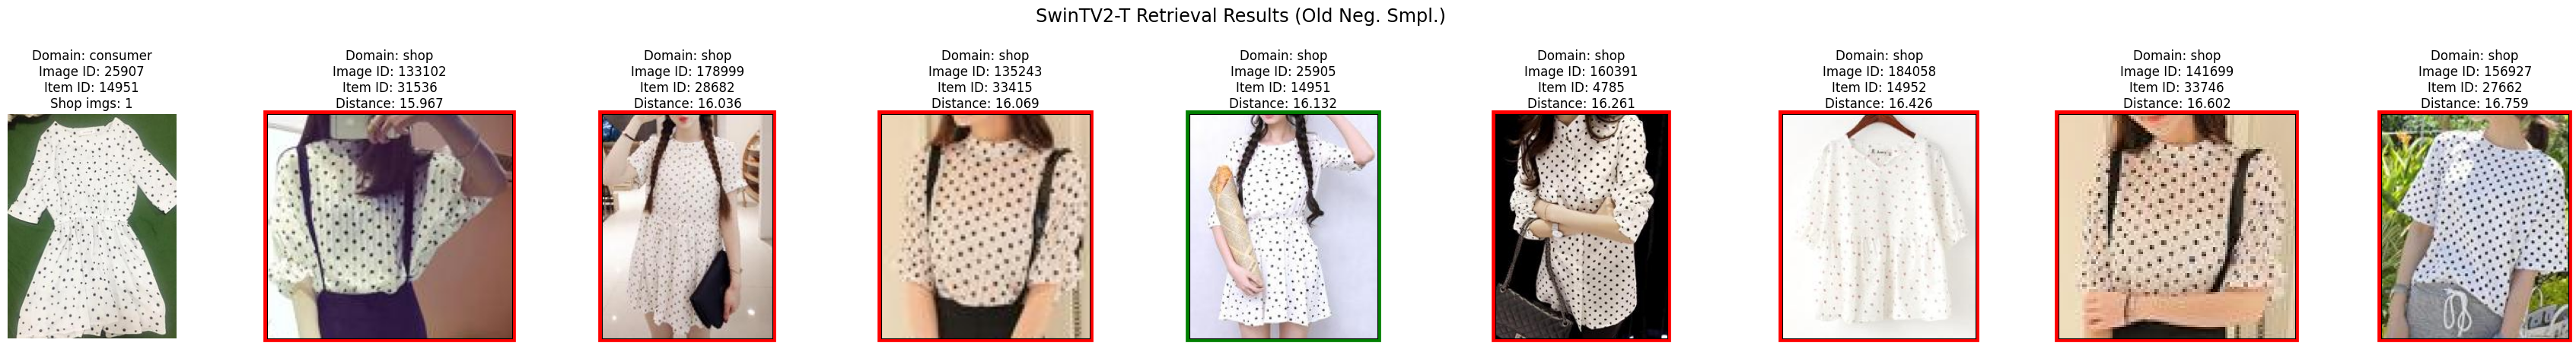 SwinTV2-T Retrieval Results (Old Neg. Smpl.)
Domain: consumer
Image ID: 25907
Item ID: 14951
Shop imgs: 1
Domain: shop
Image ID: 133102
Item ID: 31536
Distance: 15.967
Domain: shop
Image ID: 178999
Item ID: 28682
Distance: 16.036
Domain: shop
Image ID: 135243
Item ID: 33415
Distance: 16.069
Domain: shop
Image ID: 25905
Item ID: 14951
Distance: 16.132
Domain: shop
Image ID: 160391
Item ID: 4785
Distance: 16.261
Domain: shop
Image ID: 184058
Item ID: 14952
Distance: 16.426
Domain: shop
Image ID: 141699
Item ID: 33746
Distance: 16.602
Domain: shop
Image ID: 156927
Item ID: 27662
Distance: 16.759